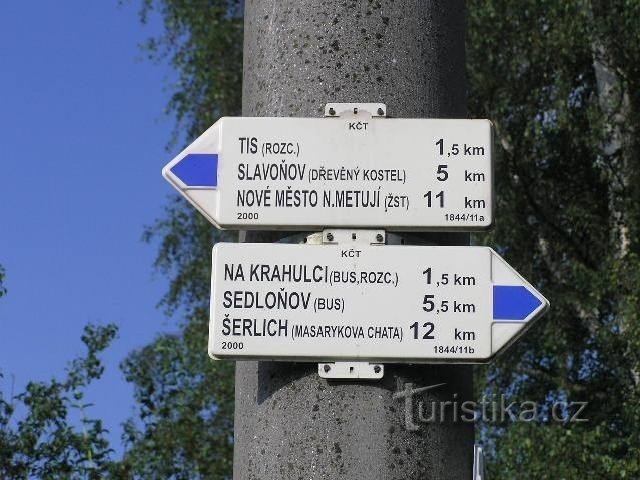 KČT
TIS (ROZC.) 1,5 km
SLAVOŇOV (DŘEVĚNÝ KOSTEL) 5 km
NOVÉ MĚSTO N.METUJÍ (ŽST) 11 km
2000 1844/11a
KČT
NA KRAHULCI (BUS,ROZC.) 1,5 km
SEDLOŇOV (BUS) 5,5 km
ŠERLICH (MASARYKOVA CHATA) 12 km
2000 1844/11b
turistika.cz